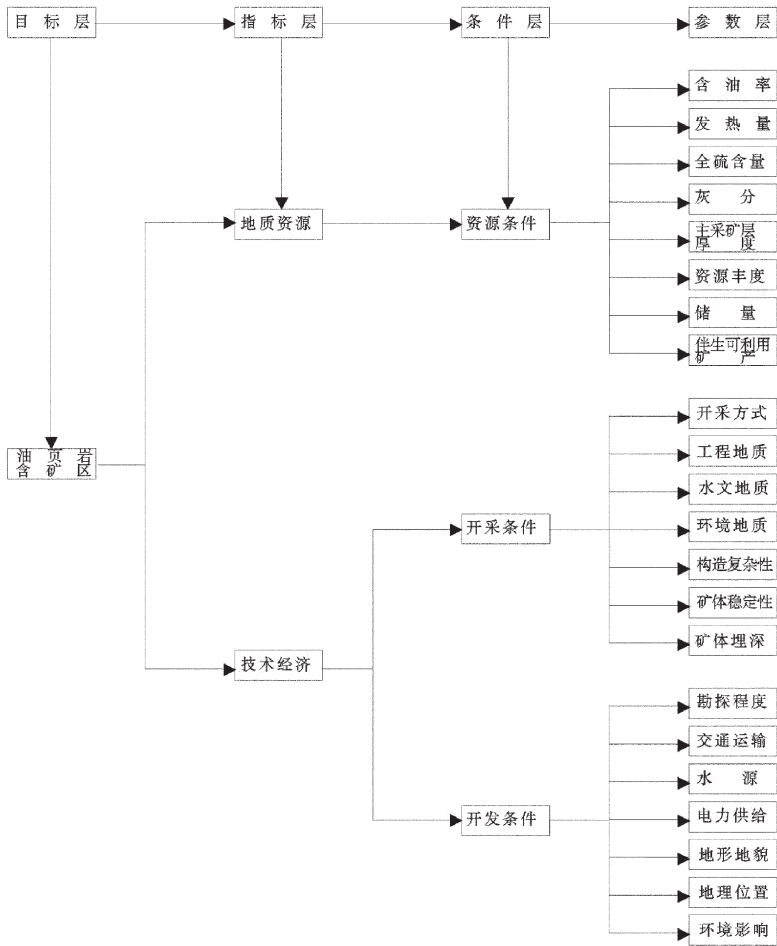 目标层
指标层
条件层
参数层
含油率
发热量
全硫含量
灰分
主采矿层
厚度
资源丰度
储量
伴生可利用
矿产
地质资源
资源条件
油页岩
含矿区
开采方式
工程地质
水文地质
环境地质
构造复杂性
矿体稳定性
矿体埋深
开采条件
技术经济
勘探程度
交通运输
水源
电力供给
地形地貌
地理位置
环境影响
开发条件